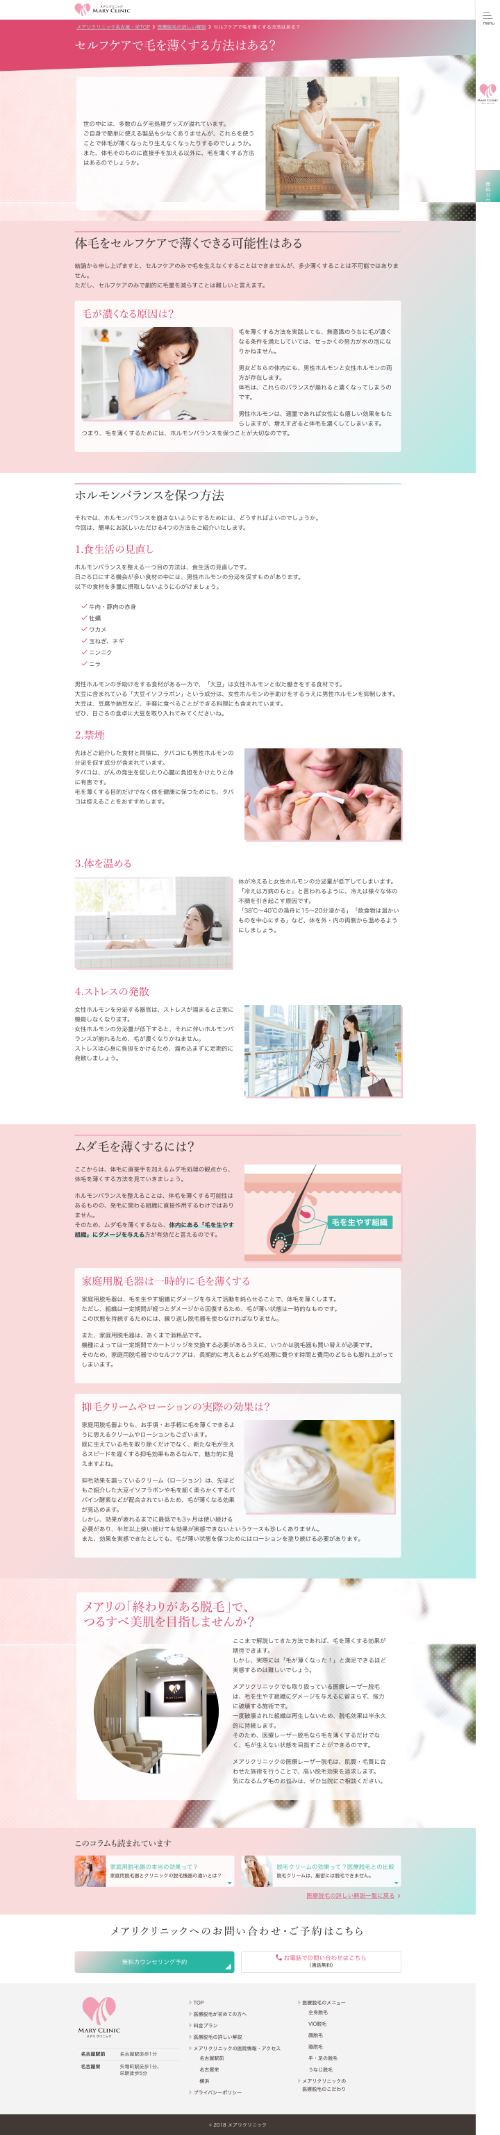 メアリクリニック
MARY CLINIC
menu
メアリクリニック名古屋・栄TOP > 医療脱毛の詳しい解説 > セルフケアで毛を薄くする方法はある?
セルフケアで毛を薄くする方法はある?
MARY CLINIC
世の中には、多数のムダ毛処理グッズが溢れています。
ご自身で簡単に使える製品も少なくありませんが、これらを使う
ことで体毛が薄くなったり生えなくなったりするのでしょうか。
また、体毛そのものに直接手を加える以外に、毛を薄くする方法
はあるのでしょうか。
体毛をセルフケアで薄くできる可能性はある
結論から申し上げますと、セルフケアのみで毛を生えなくすることはできませんが、多少薄くすることは不可能ではありま
せん。
ただし、セルフケアのみで劇的に毛量を減らすことは難しいと言えます。
毛が濃くなる原因は?
毛を薄くする方法を実践しても、無意識のうちに毛が濃く
なる条件を満たしていては、せっかくの努力が水の泡にな
りかねません。
男女どちらの体内にも、男性ホルモンと女性ホルモンの両
方が存在します。
体毛は、これらのバランスが崩れると濃くなってしまうの
です。
男性ホルモンは、適量であれば女性にも嬉しい効果をもた
らしますが、増えすぎると体毛を濃くしてしまいます。
つまり、毛を薄くするためには、ホルモンバランスを保つことが大切なのです。
ホルモンバランスを保つ方法
それでは、ホルモンバランスを崩さないようにするためには、どうすればよいのでしょうか。
今回は、簡単にお試しいただける4つの方法をご紹介いたします。
1.食生活の見直し
ホルモンバランスを整える一つ目の方法は、食生活の見直しです。
日ごろ口にする機会が多い食材の中には、男性ホルモンの分泌を促すものがあります。
以下の食材を多量に摂取しないように心がけましょう。
牛肉・豚肉の赤身
牡蠣
ワカメ
玉ねぎ、ネギ
ニンニク
ニラ
男性ホルモンの手助けをする食材がある一方で、「大豆」は女性ホルモンと似た働きをする食材です。
大豆に含まれている「大豆イソフラボン」という成分は、女性ホルモンの手助けをするうえに男性ホルモンを抑制します。
大豆は、豆腐や納豆など、手軽に食べることができる料理にも含まれています。
ぜひ、日ごろの食卓に大豆を取り入れてみてくださいね。
2.禁煙
先ほどご紹介した食材と同様に、タバコにも男性ホルモンの
分泌を促す成分が含まれています。
タバコは、がんの発生を促したり心臓に負担をかけたりと体
に有害です。
毛を薄くする目的だけでなく体を健康に保つためにも、タバ
コは控えることをおすすめします。
3.体を温める
体が冷えると女性ホルモンの分泌量が低下してしまいます。
「冷えは万病のもと」と言われるように、冷えは様々な体の
不調を引き起こす原因です。
「38℃〜40℃の湯舟に15〜20分浸かる」「飲食物は温かい
ものを中心にする」など、体を外・内の両側から温めるよう
にしましょう。
4.ストレスの発散
女性ホルモンを分泌する器官は、ストレスが溜まると正常に
機能しなくなります。
女性ホルモンの分泌量が低下すると、それに伴いホルモンバ
ランスが崩れるため、毛が濃くなりかねません。
ストレスは心身に負担をかけるため、溜め込まずに定期的に
発散しましょう。
ムダ毛を薄くするには?
ここからは、体毛に直接手を加えるムダ毛処理の観点から、
体毛を薄くする方法を見ていきましょう。
ホルモンバランスを整えることは、体毛を薄くする可能性は
あるものの、発毛に関わる組織に直接作用するわけではあり
ません。
そのため、ムダ毛を薄くするなら、体内にある「毛を生やす
組織」にダメージを与える方が有効だと言えるのです。
毛を生やす組織
家庭用脱毛器は一時的に毛を薄くする
家庭用脱毛器は、毛を生やす組織にダメージを与えて活動を鈍らせることで、体毛を薄くします。
ただし、組織は一定期間が経つとダメージから回復するため、毛が薄い状態は一時的なものです。
この状態を持続するためには、繰り返し脱毛器を使わなければなりません。
また、家庭用脱毛器は、あくまで消耗品です。
機種によっては一定期間でカートリッジを交換する必要があるうえに、いつかは脱毛器も買い替えが必要です。
そのため、家庭用脱毛器でのセルフケアは、長期的に考えるとムダ毛処理に費やす時間と費用のどちらも膨れ上がって
しまいます。
抑毛クリームやローションの実際の効果は?
家庭用脱毛器よりも、お手頃・お手軽に毛を薄くできるよ
うに思えるクリームやローションもございます。
既に生えている毛を取り除くだけでなく、新たな毛が生え
るスピードを遅くする抑毛効果もあるなんて、魅力的に見
えますよね。
抑毛効果を謳っているクリーム(ローション)は、先ほど
もご紹介した大豆イソフラボンや毛を細く柔らかくするパ
パイン酵素などが配合されているため、毛が薄くなる効果
が見込めます。
しかし、効果が表れるまでに最低でも3ヶ月は使い続ける
必要があり、半年以上使い続けても効果が実感できないというケースも珍しくありません。
また、効果を実感できたとしても、毛が薄い状態を保つためにはローションを塗り続ける必要があります。
メアリの「終わりがある脱毛」で、
つるすべ美肌を目指しませんか?
ここまで解説してきた方法であれば、毛を薄くする効果が
期待できます。
しかし、実際には「毛が薄くなった!」と満足できるほど
実感するのは難しいでしょう。
メアリクリニックでも取り扱っている医療レーザー脱毛
は、毛を生やす組織にダメージを与えるに留まらず、強力
に破壊する施術です。
一度破壊された組織は再生しないため、脱毛効果は半永久
的に持続します。
そのため、医療レーザー脱毛なら毛を薄くするだけでな
く、毛が生えない状態を目指すことができるのです。
メアリクリニックの医療レーザー脱毛は、肌質・毛質に合
わせた施術を行うことで、高い脱毛効果を追求します。
気になるムダ毛のお悩みは、ぜひ当院にご相談ください。
このコラムも読まれています
家庭用脱毛器の本当の効果って?
家庭用脱毛器とクリニックの脱毛機器の違いとは?
脱毛クリームの効果って?医療脱毛との比較
脱毛クリームは、厳密には脱毛できません。
医療脱毛の詳しい解説一覧に戻る >
メアリクリニックへのお問い合わせ・ご予約はこちら
無料カウンセリング予約
お電話での問い合わせはこちら
(通話無料)
MARY CLINIC
メアリクリニック
名古屋駅前 名古屋駅徒歩1分
名古屋栄 矢場町駅徒歩1分、
栄駅徒歩5分
TOP
医療脱毛が初めての方へ
料金プラン
医療脱毛の詳しい解説
メアリクリニックの医院情報・アクセス
名古屋駅前
名古屋栄
横浜
プライバシーポリシー
医療脱毛のメニュー
全身脱毛
VIO脱毛
顔脱毛
脇脱毛
手・足の脱毛
うなじ脱毛
メアリクリニックの
医療脱毛のこだわり
© 2018 メアリクリニック